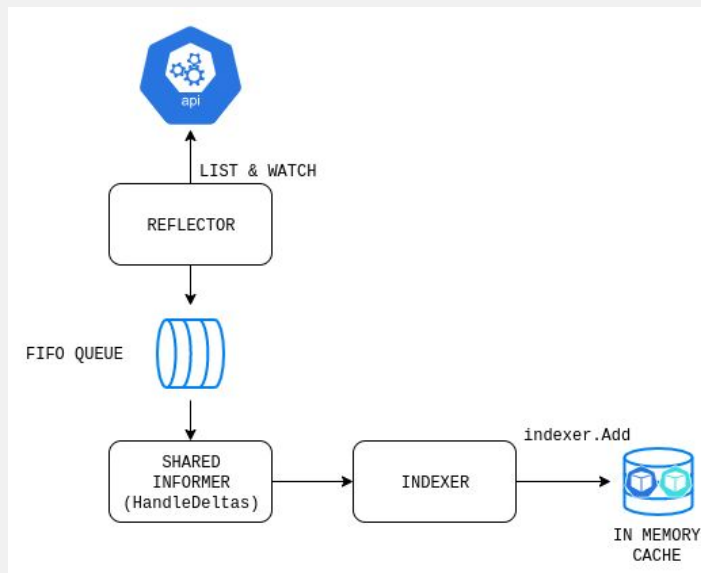 api
LIST & WATCH
REFLECTOR
FIFO QUEUE
SHARED
INFORMER
(HandleDeltas)
INDEXER
indexer.Add
IN MEMORY
CACHE